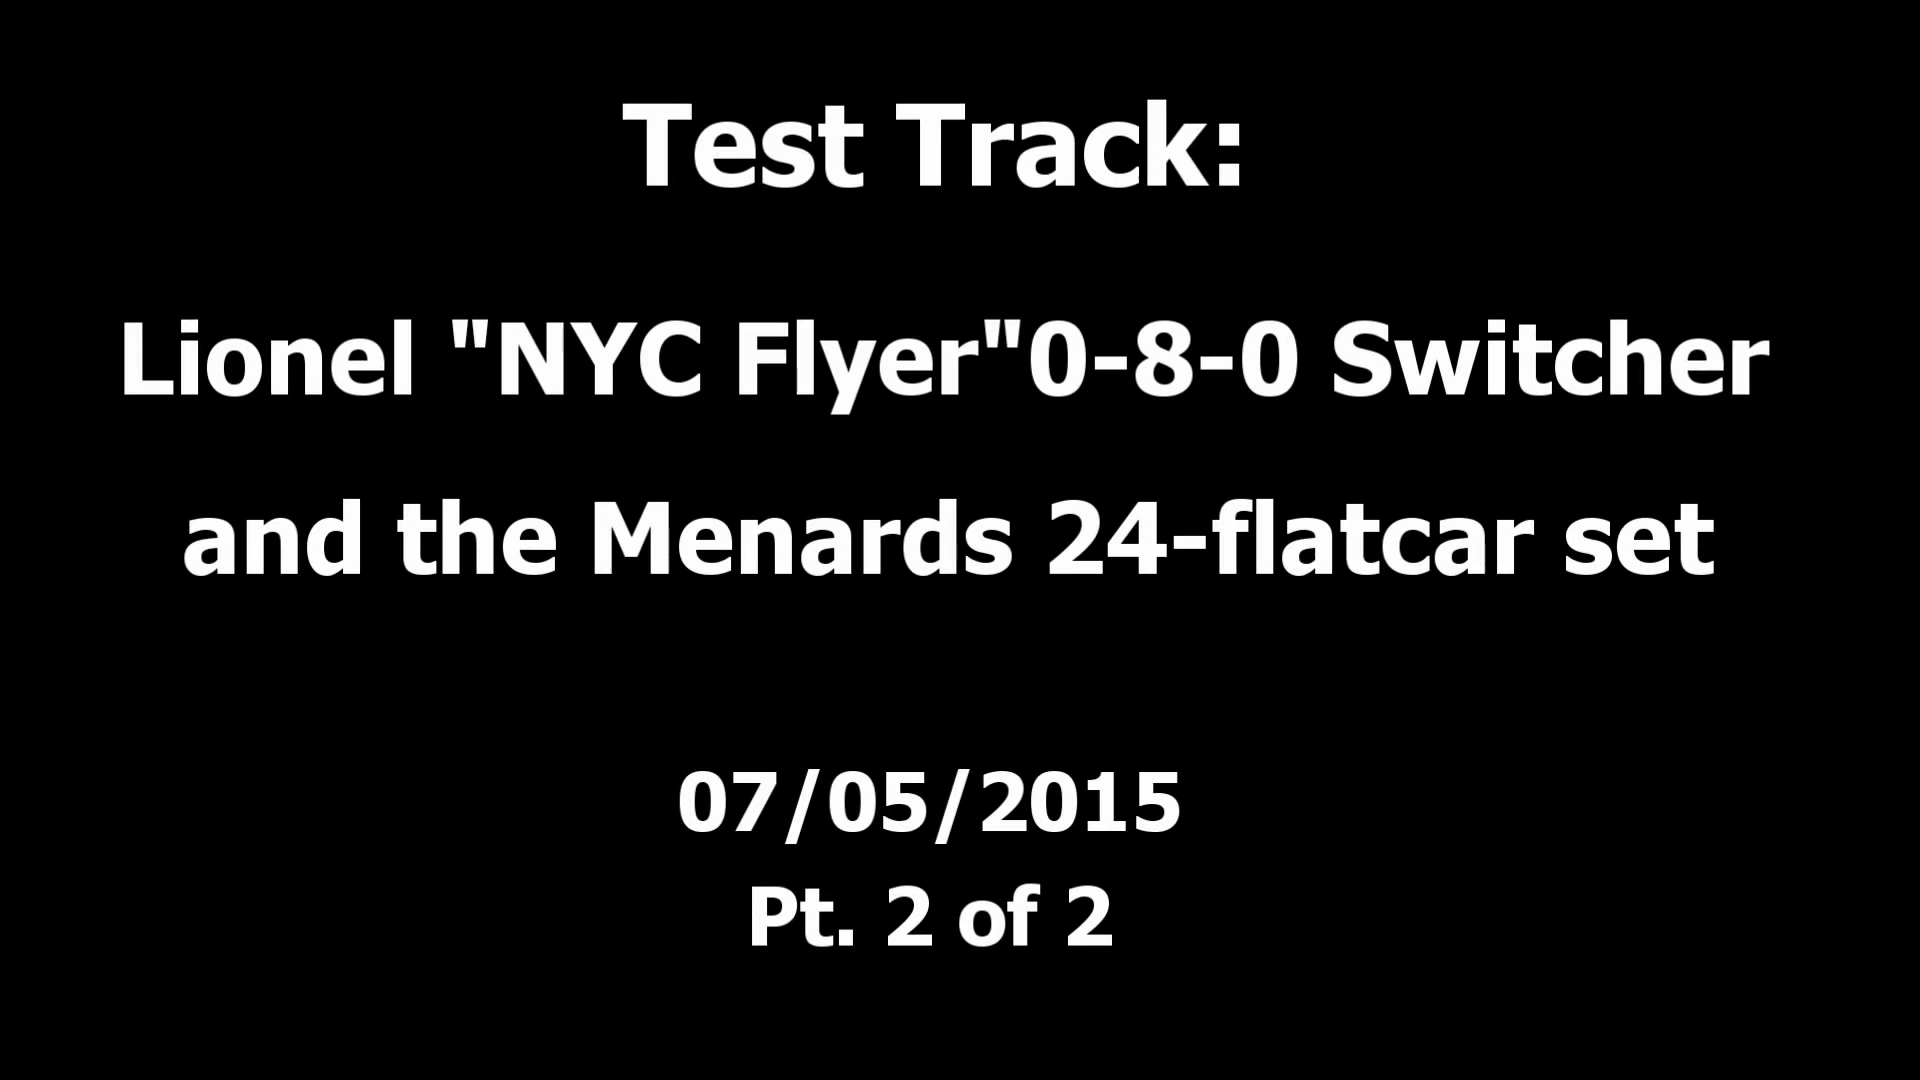 Test Track:
Lionel "NYC Flyer"0-8-0 Switcher
and the Menards 24-flatcar set
07/05/2015
Pt. 2 of 2